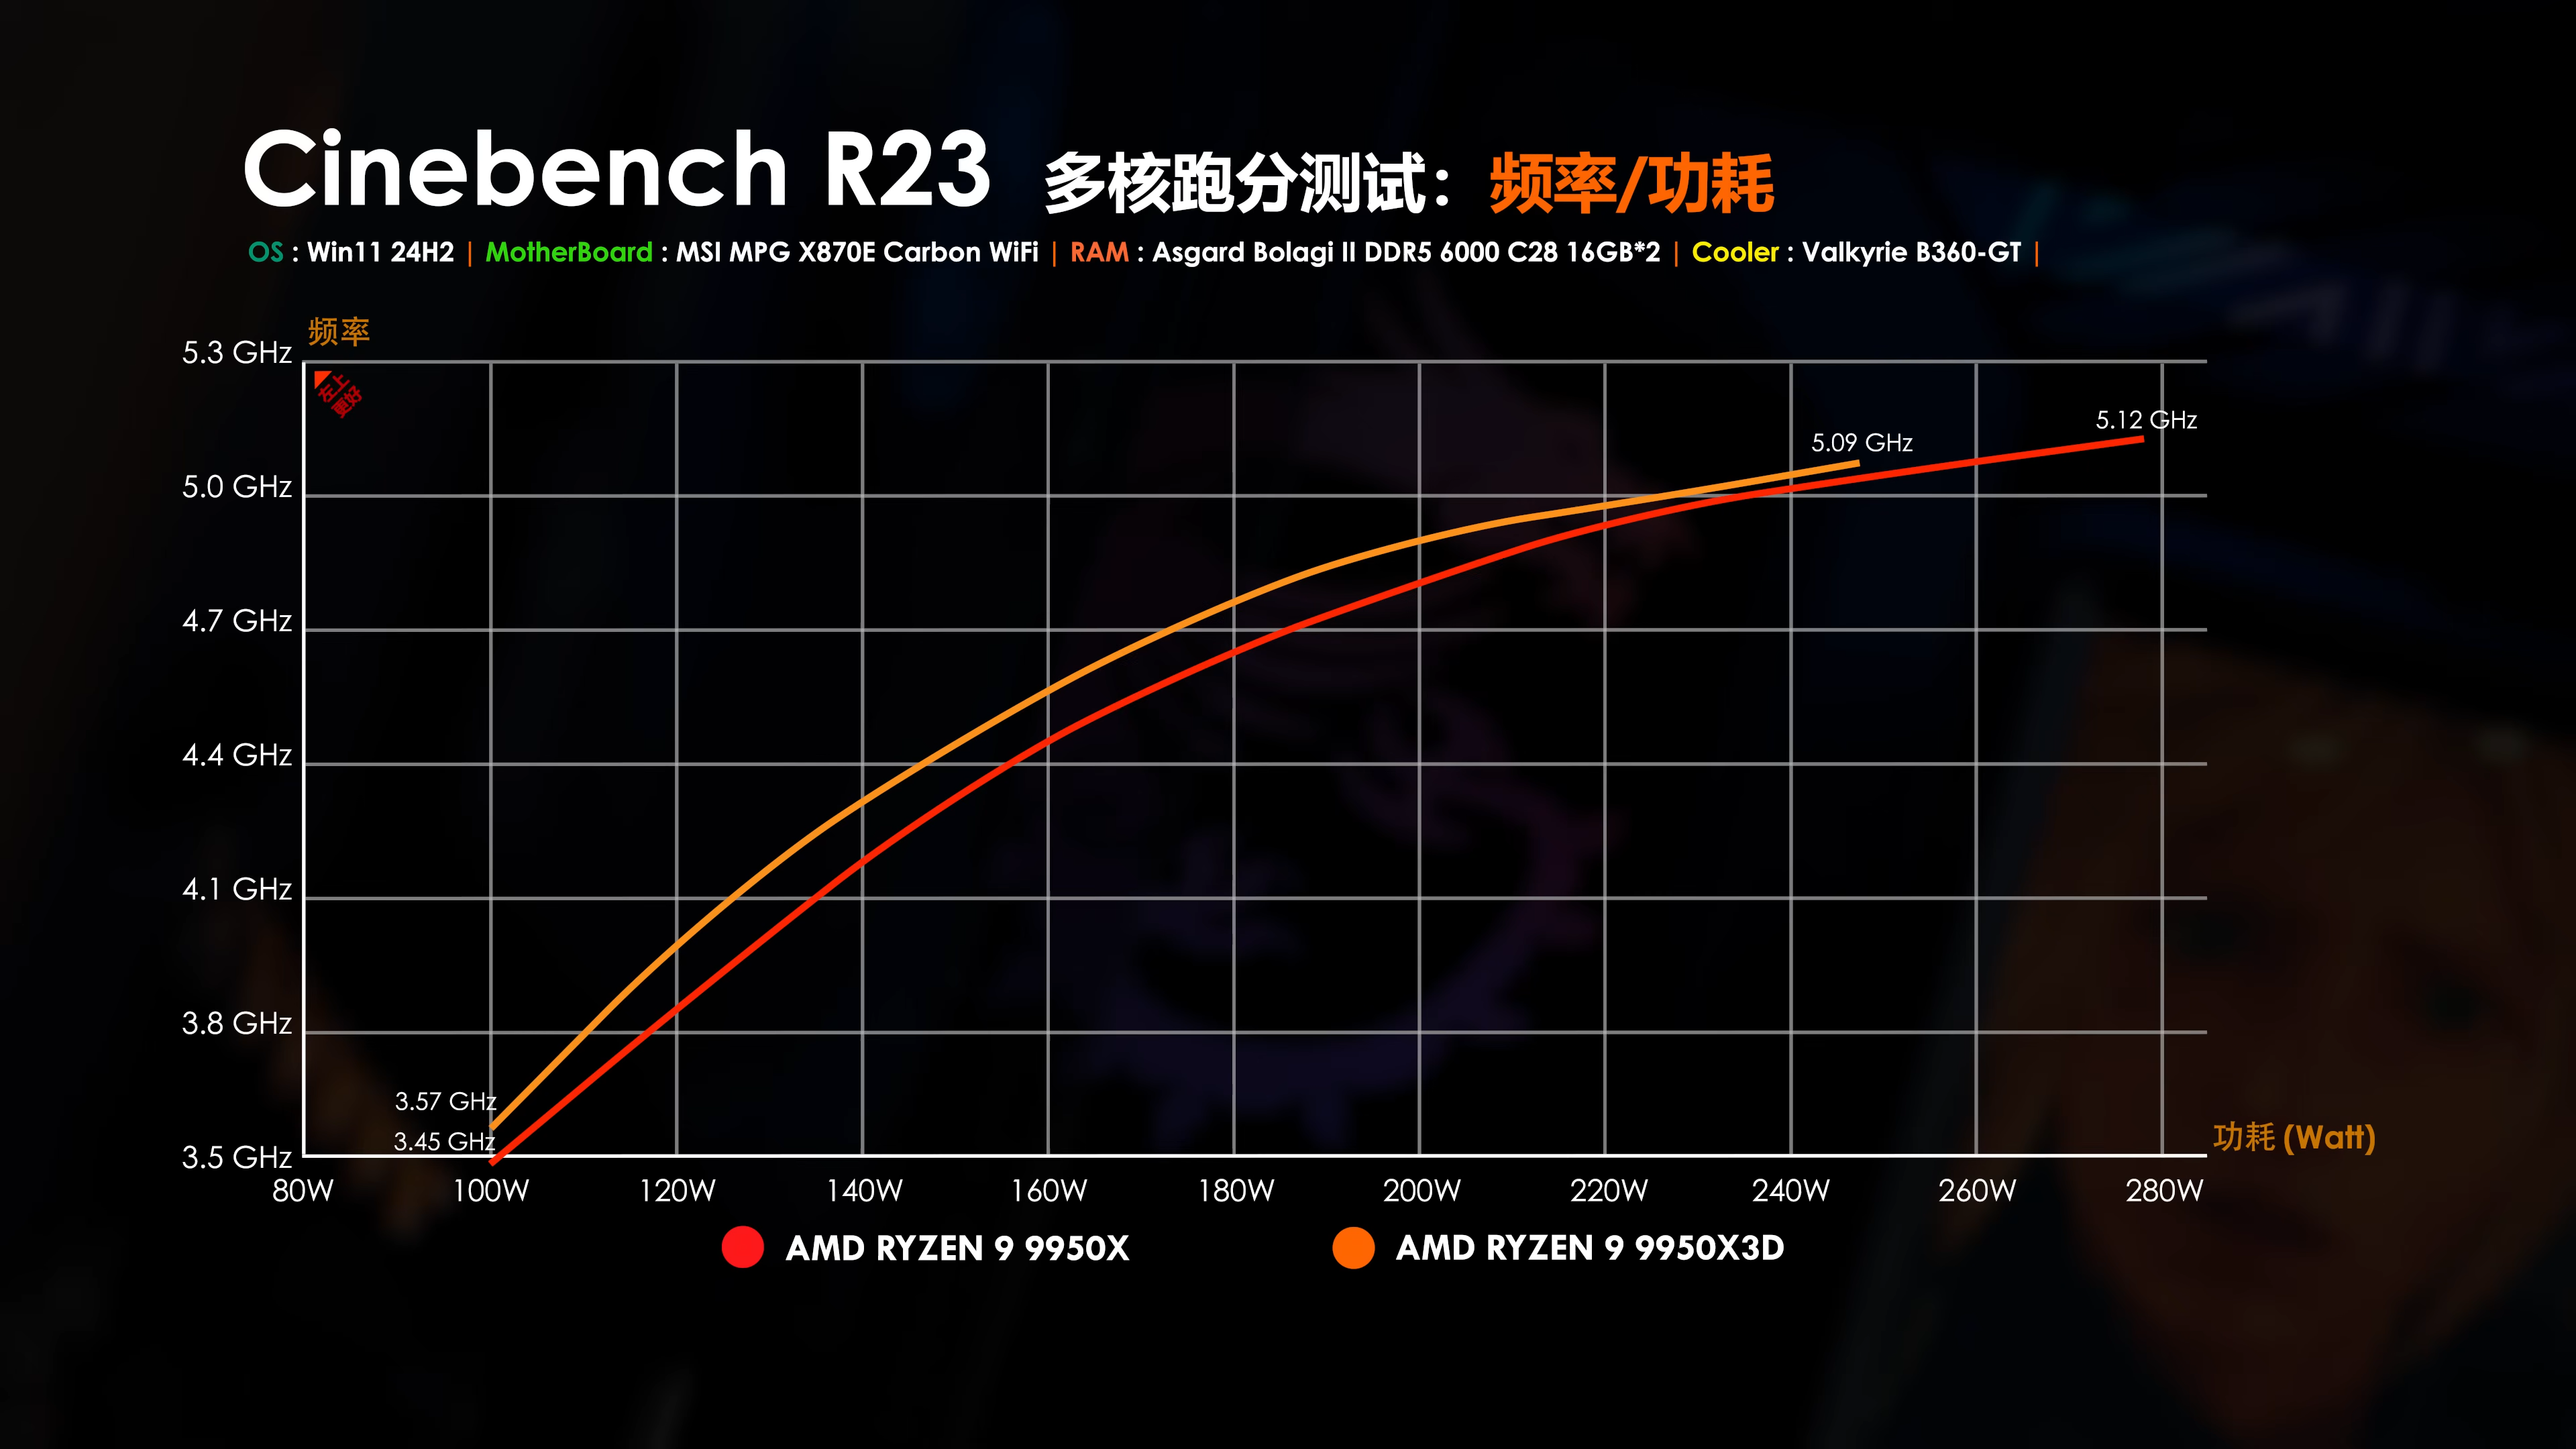 Cinebench R23 多核跑分测试：频率/功耗
OS : Win11 24H2 | MotherBoard : MSI MPG X870E Carbon WiFi | RAM : Asgard Bolagi II DDR5 6000 C28 16GB*2 | Cooler : Valkyrie B360-GT |
频率
5.3 GHz
左上
更好
5.12 GHz
5.09 GHz
5.0 GHz
4.7 GHz
4.4 GHz
4.1 GHz
3.8 GHz
3.57 GHz
3.45 GHz
3.5 GHz
功耗 (Watt)
80W 100W 120W 140W 160W 180W 200W 220W 240W 260W 280W
AMD RYZEN 9 9950X AMD RYZEN 9 9950X3D